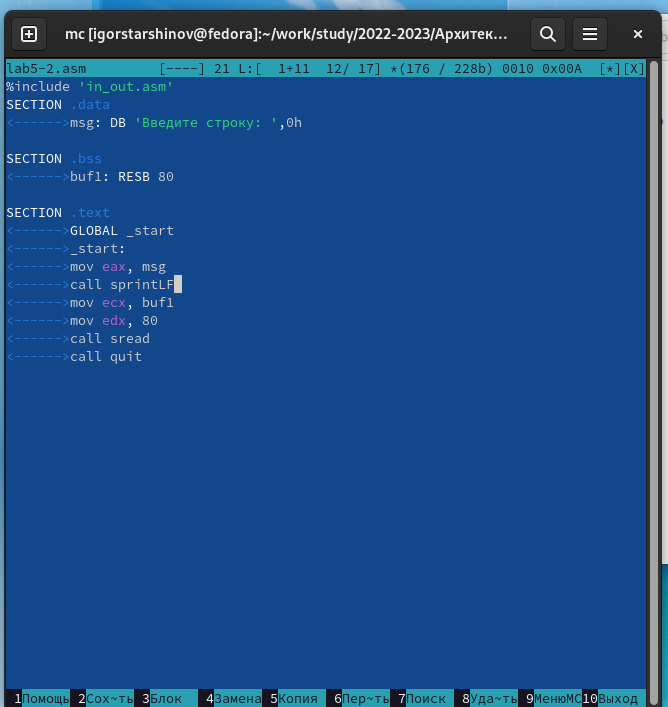 mc [igorstarshinov@fedora]:~/work/study/2022-2023/Архитек...
lab5-2.asm [----] 21 L:[ 1+11 12/ 17] *(176 / 228b) 0010 0x00A [*][X]
%include 'in_out.asm'
SECTION .data
<------>msg: DB 'Введите строку: ',0h
SECTION .bss
<------>buf1: RESB 80
SECTION .text
<------>GLOBAL _start
<------>_start:
<------>mov eax, msg
<------>call sprintLF
<------>mov ecx, buf1
<------>mov edx, 80
<------>call sread
<------>call quit
1Помощь 2Сох~ть 3Блок 4Замена 5Копия 6Пер~ть 7Поиск 8Уда~ть 9МенюMC 10Выход